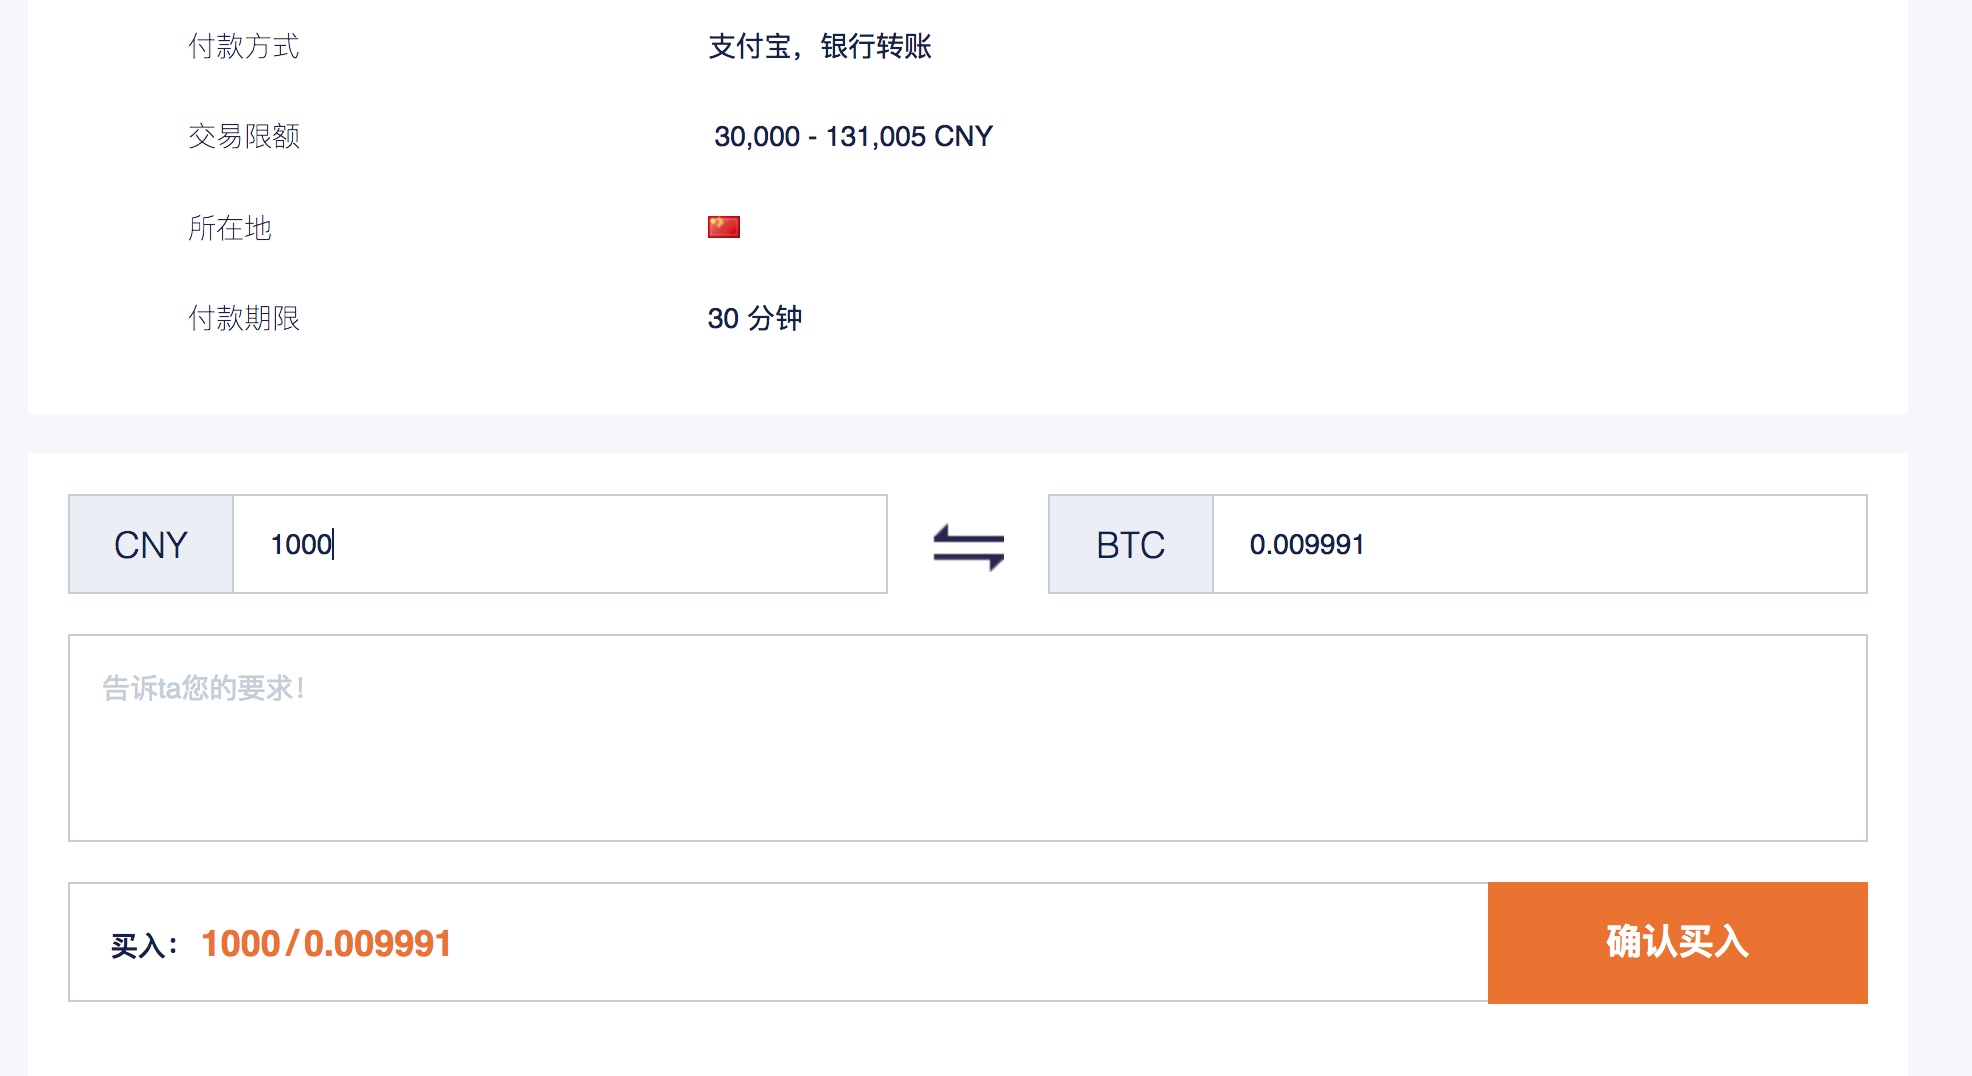 付款方式 支付宝，银行转账
交易限额 30,000 - 131,005 CNY
所在地
付款期限 30 分钟
CNY 1000 BTC 0.009991
告诉ta您的要求！
买入： 1000/0.009991 确认买入